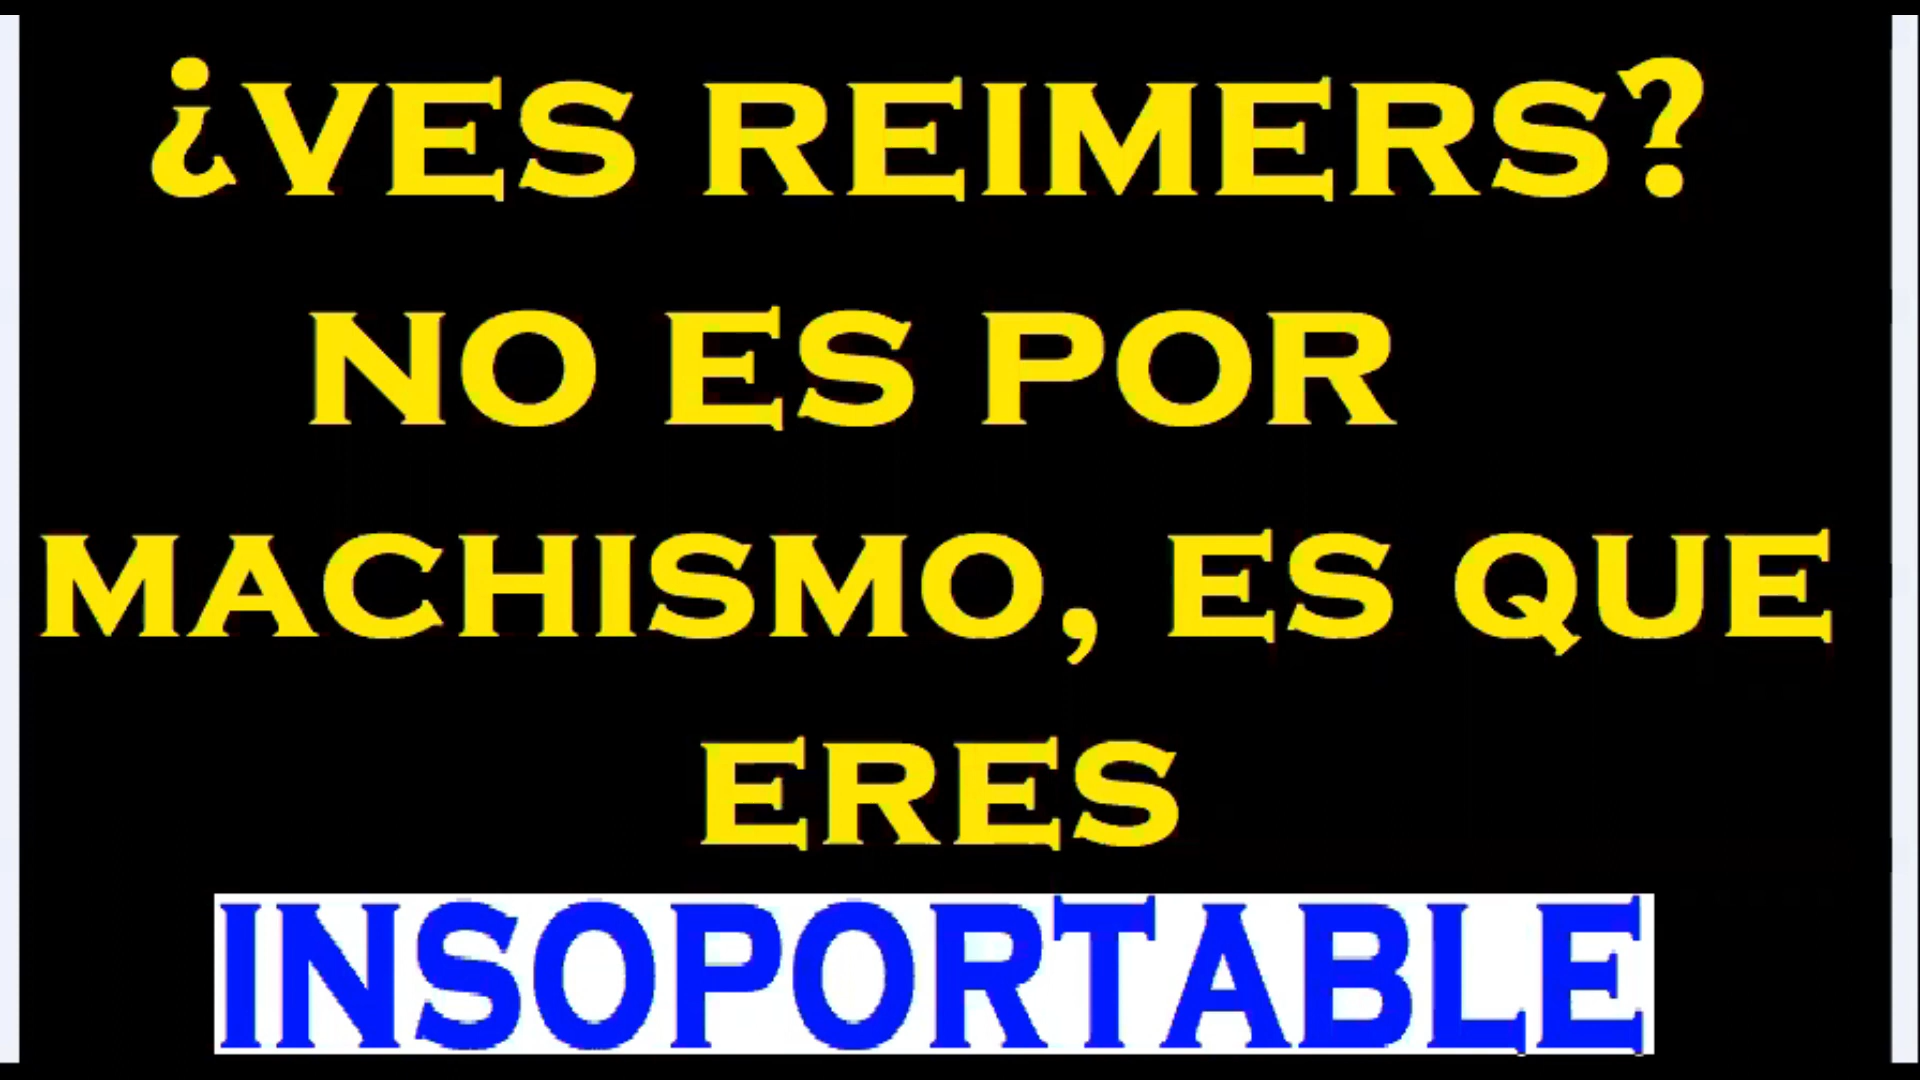 ¿VES REIMERS?
NO ES POR
MACHISMO, ES QUE
ERES
INSOPORTABLE